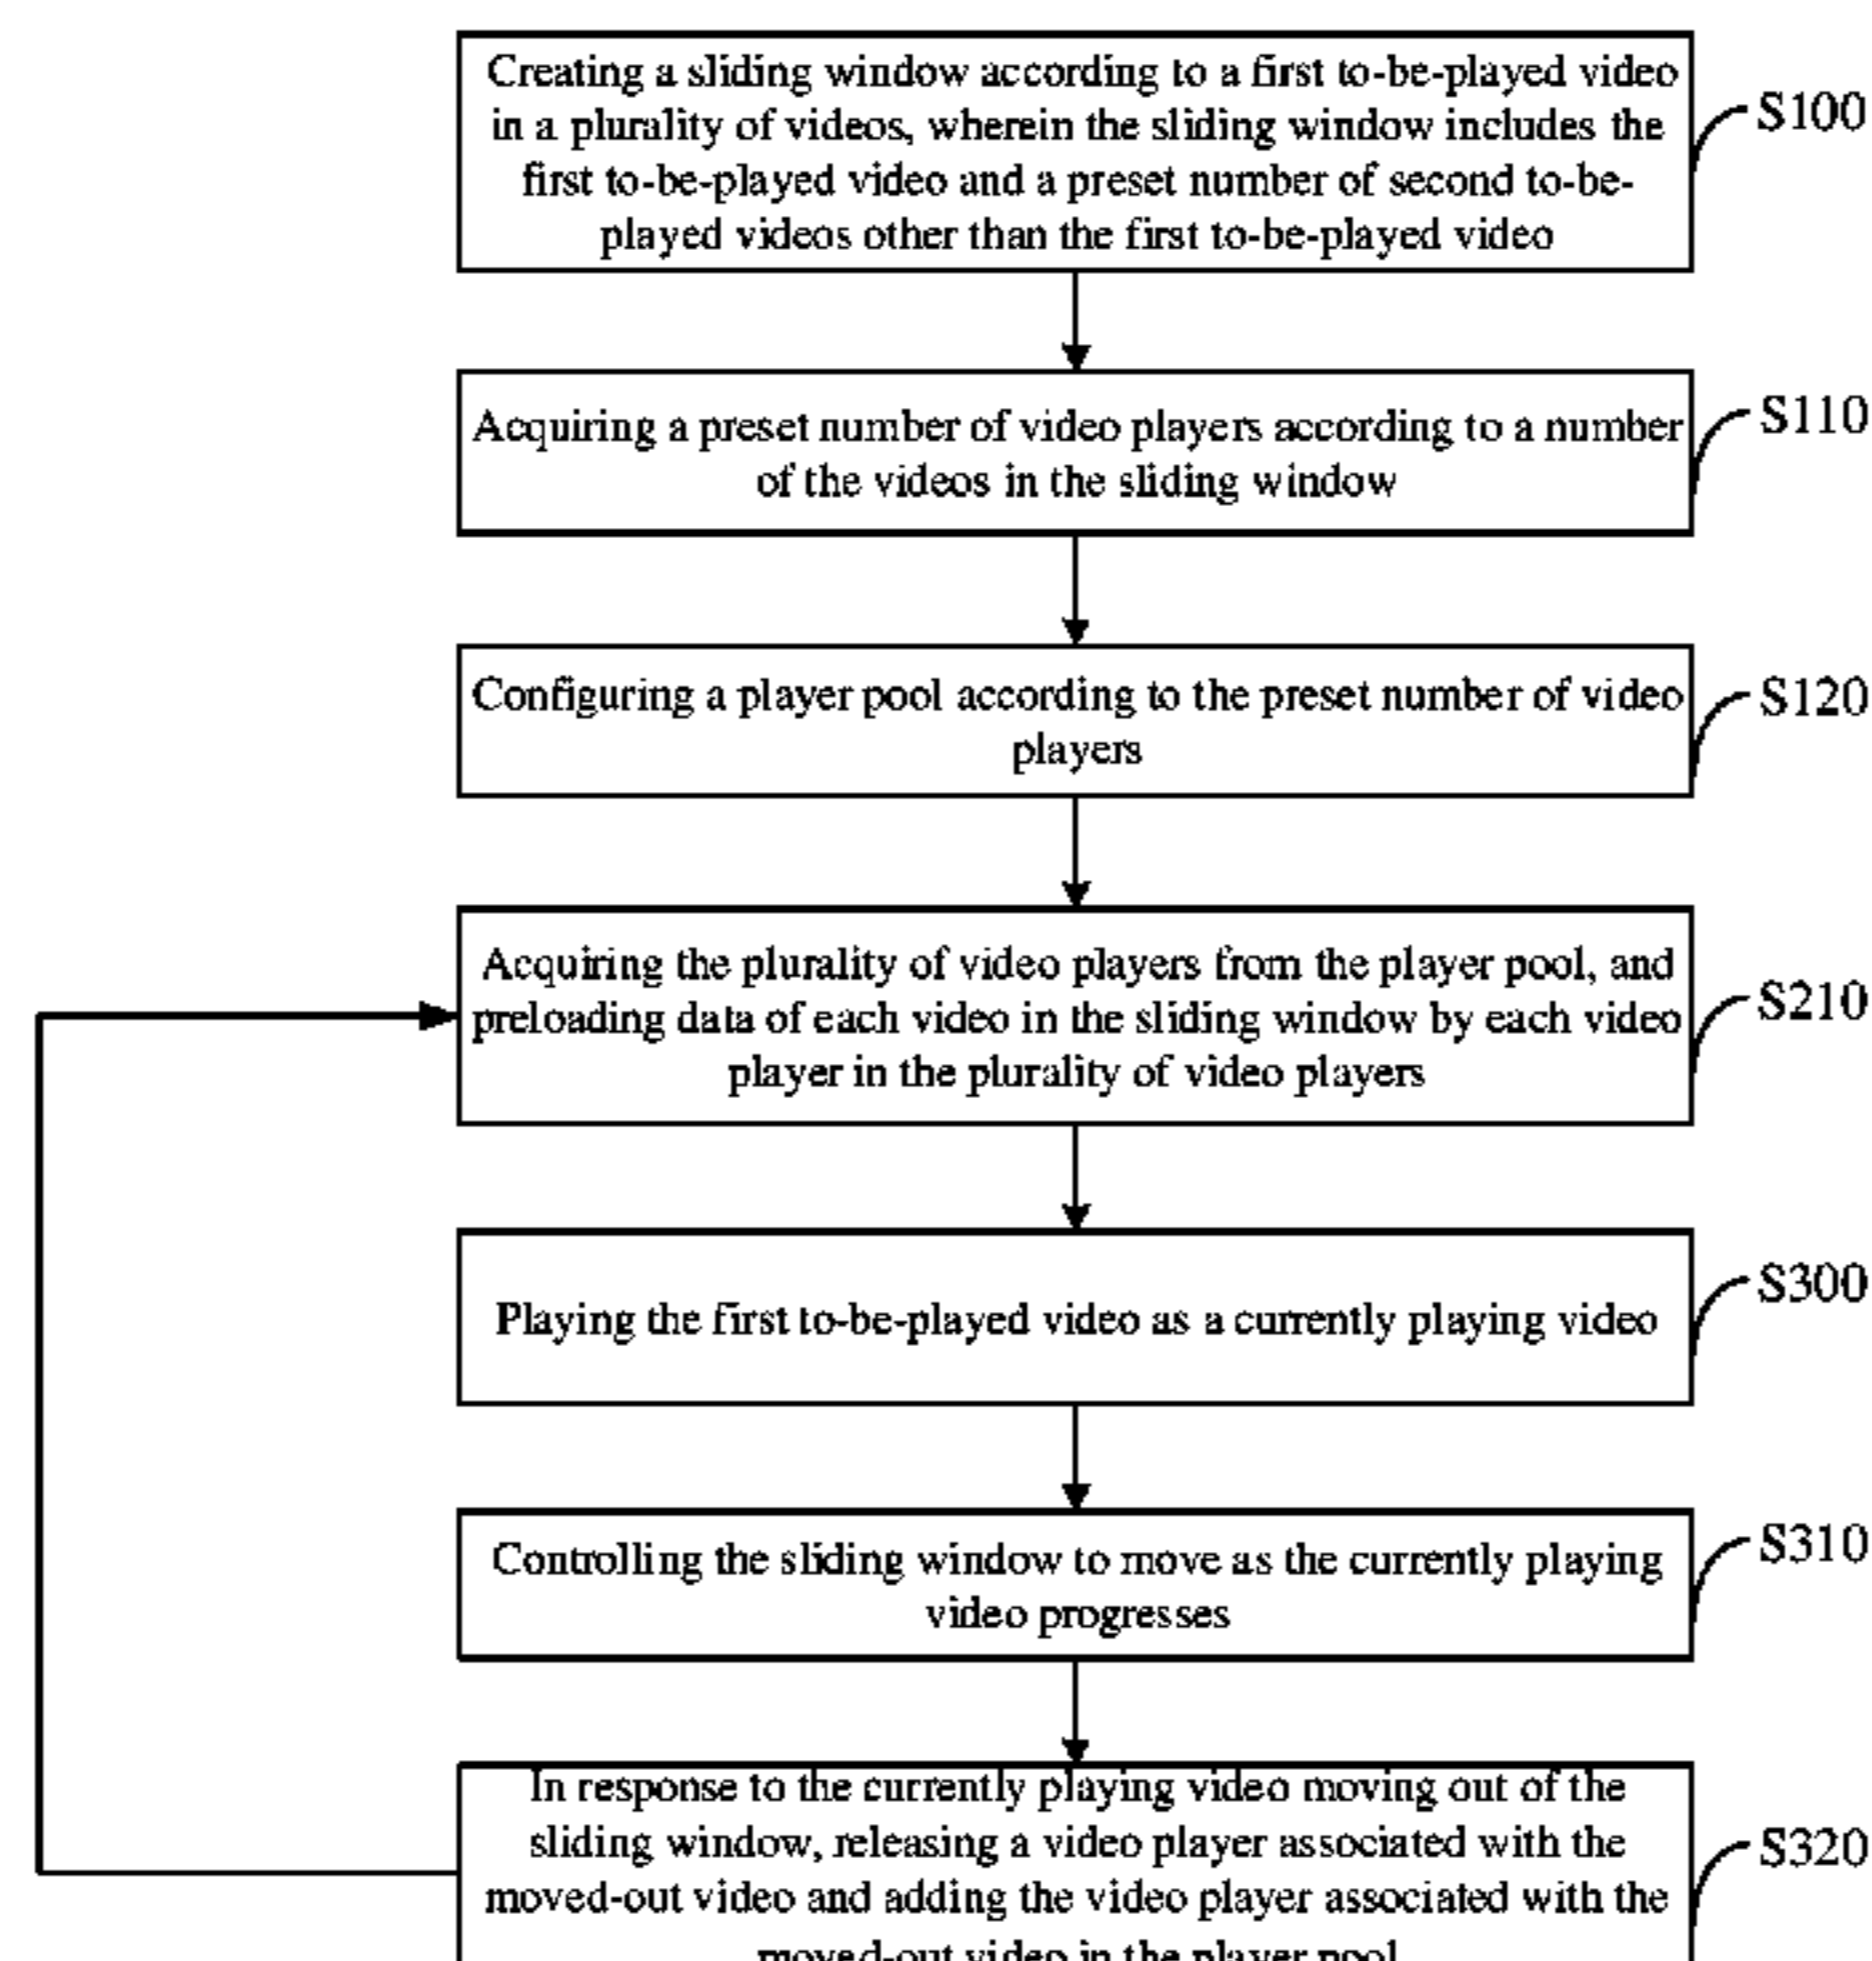 Creating a sliding window according to a first to-be-played video
in a plurality of videos, wherein the sliding window includes the
first to-be-played video and a preset number of second to-be-
played videos other than the first to-be-played video
S100
Acquiring a preset number of video players according to a number
of the videos in the sliding window
S110
Configuring a player pool according to the preset number of video
players
S120
Acquiring the plurality of video players from the player pool, and
preloading data of each video in the sliding window by each video
player in the plurality of video players
S210
Playing the first to-be-played video as a currently playing video
S300
Controlling the sliding window to move as the currently playing
video progresses
S310
In response to the currently playing video moving out of the
sliding window, releasing a video player associated with the
moved-out video and adding the video player associated with the
moved-out video in the player pool
S320